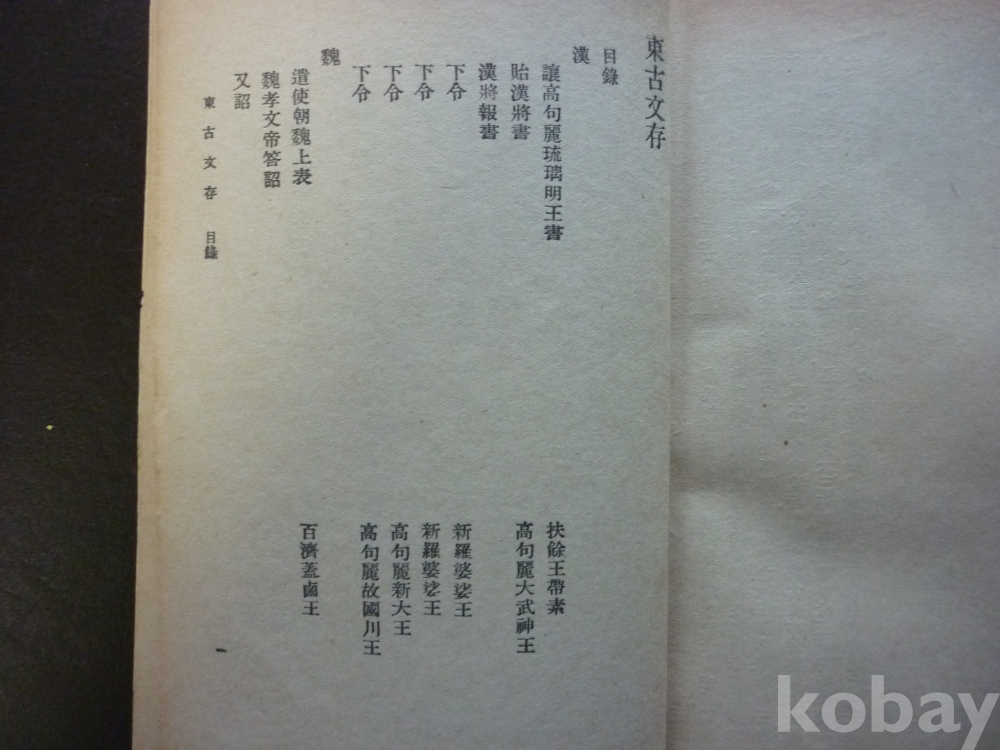 東古文存
目錄
漢
讓高句麗琉璃明王書 扶餘王帶素
貽漢將書 高句麗大武神王
漢將報書
下令 新羅婆娑王
下令 新羅婆娑王
下令 高句麗新大王
下令 高句麗故國川王
魏
遣使朝魏上表 百濟蓋鹵王
魏孝文帝答詔
又詔
東古文存 目錄 一
kobay